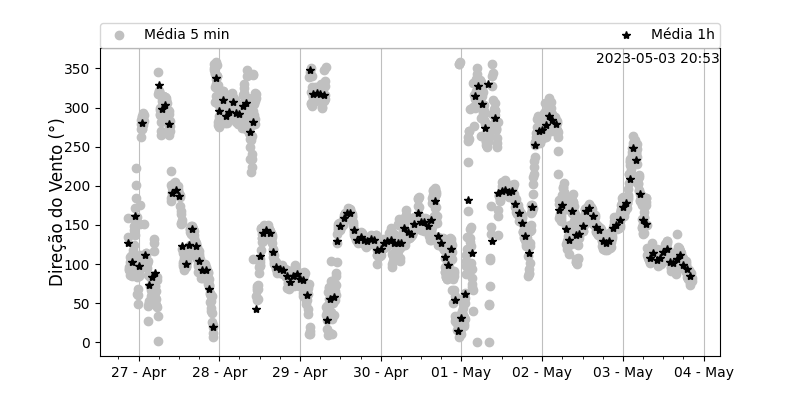 Média 5 min
Média 1h
2023-05-03 20:53
Direção do Vento (°)
350
300
250
200
150
100
50
0
27 - Apr
28 - Apr
29 - Apr
30 - Apr
01 - May
02 - May
03 - May
04 - May